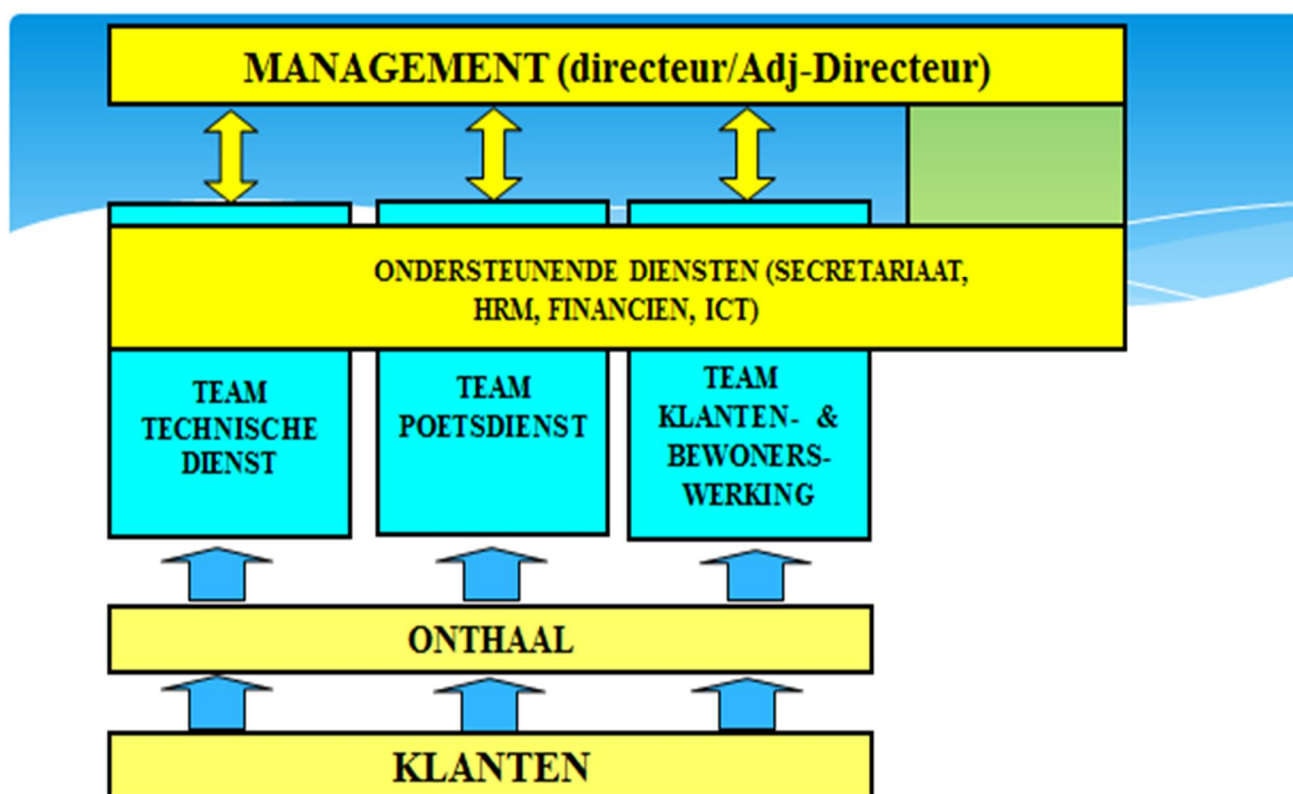 MANAGEMENT (directeur/Adj-Directeur)
ONDERSTEUNENDE DIENSTEN (SECRETARIAAT,
HRM, FINANCIEN, ICT)
TEAM
TECHNISCHE
DIENST
TEAM
POETSDIENST
TEAM
KLANTEN- &
BEWONERS-
WERKING
ONTHAAL
KLANTEN